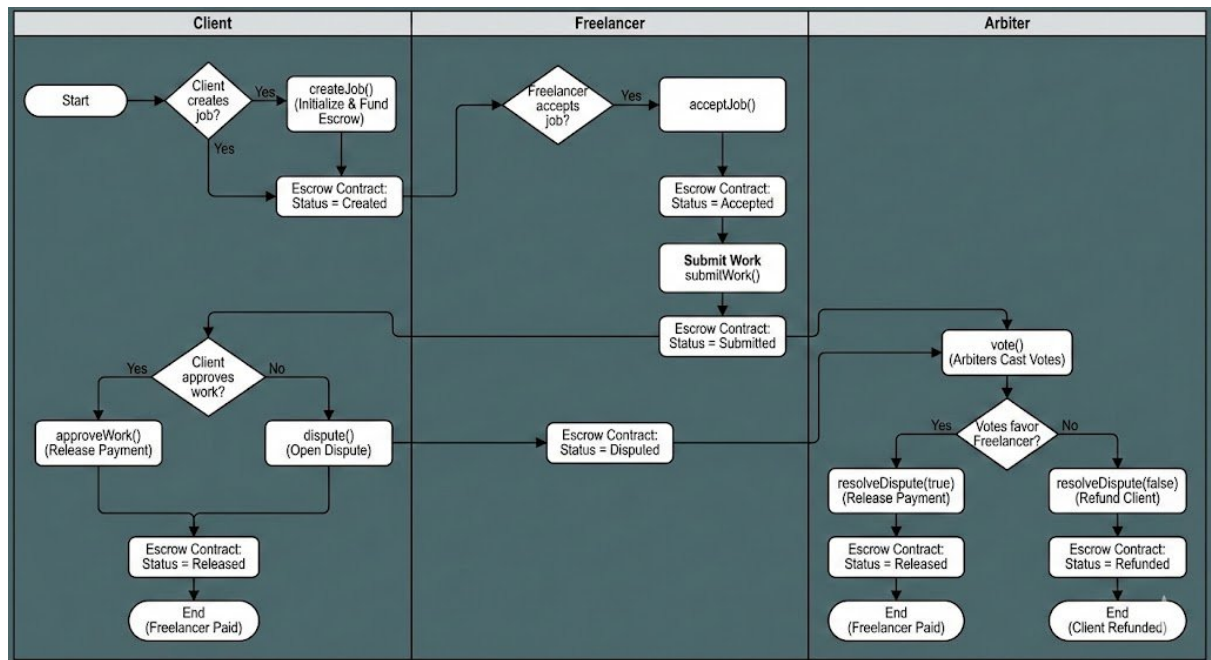 Client
Freelancer
Arbiter
Start
Client
creates
job?
Yes
Yes
createJob()
(Initialize & Fund
Escrow)
Escrow Contract:
Status = Created
Freelancer
accepts
job?
Yes
acceptJob()
Escrow Contract:
Status = Accepted
Submit Work
submitWork()
Escrow Contract:
Status = Submitted
Client
approves
work?
Yes
No
approveWork()
(Release Payment)
dispute()
(Open Dispute)
Escrow Contract:
Status = Disputed
Escrow Contract:
Status = Released
End
(Freelancer Paid)
vote()
(Arbiters Cast Votes)
Votes favor
Freelancer?
Yes
No
resolveDispute(true)
(Release Payment)
resolveDispute(false)
(Refund Client)
Escrow Contract:
Status = Released
Escrow Contract:
Status = Refunded
End
(Freelancer Paid)
End
(Client Refunded)